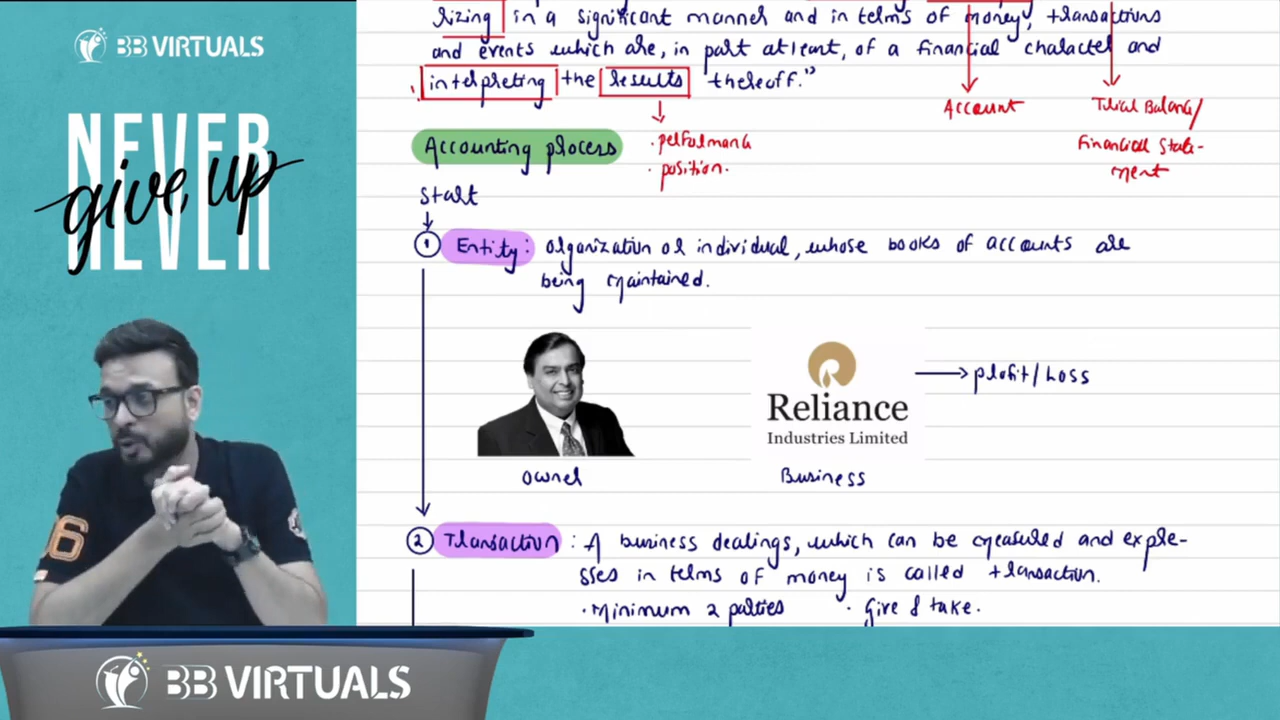 BB VIRTUALS
NEVER
give up
NEVER
rizing in a significant manner and in terms of money, transactions
and events which are, in part at least, of a financial character and
interpreting the results thereoff."
Account
Trial Balance/
Financial State-
ment
Accounting process
· performance
· position.
Start
1 Entity: organization or individual, whose books of accounts are
being maintained.
Reliance
Industries Limited
profit/Loss
owner
Business
2 Transaction : A business dealings, which can be measured and expre-
sses in terms of money is called transaction.
· Minimum 2 parties · Give & take.
06
BB VIRTUALS